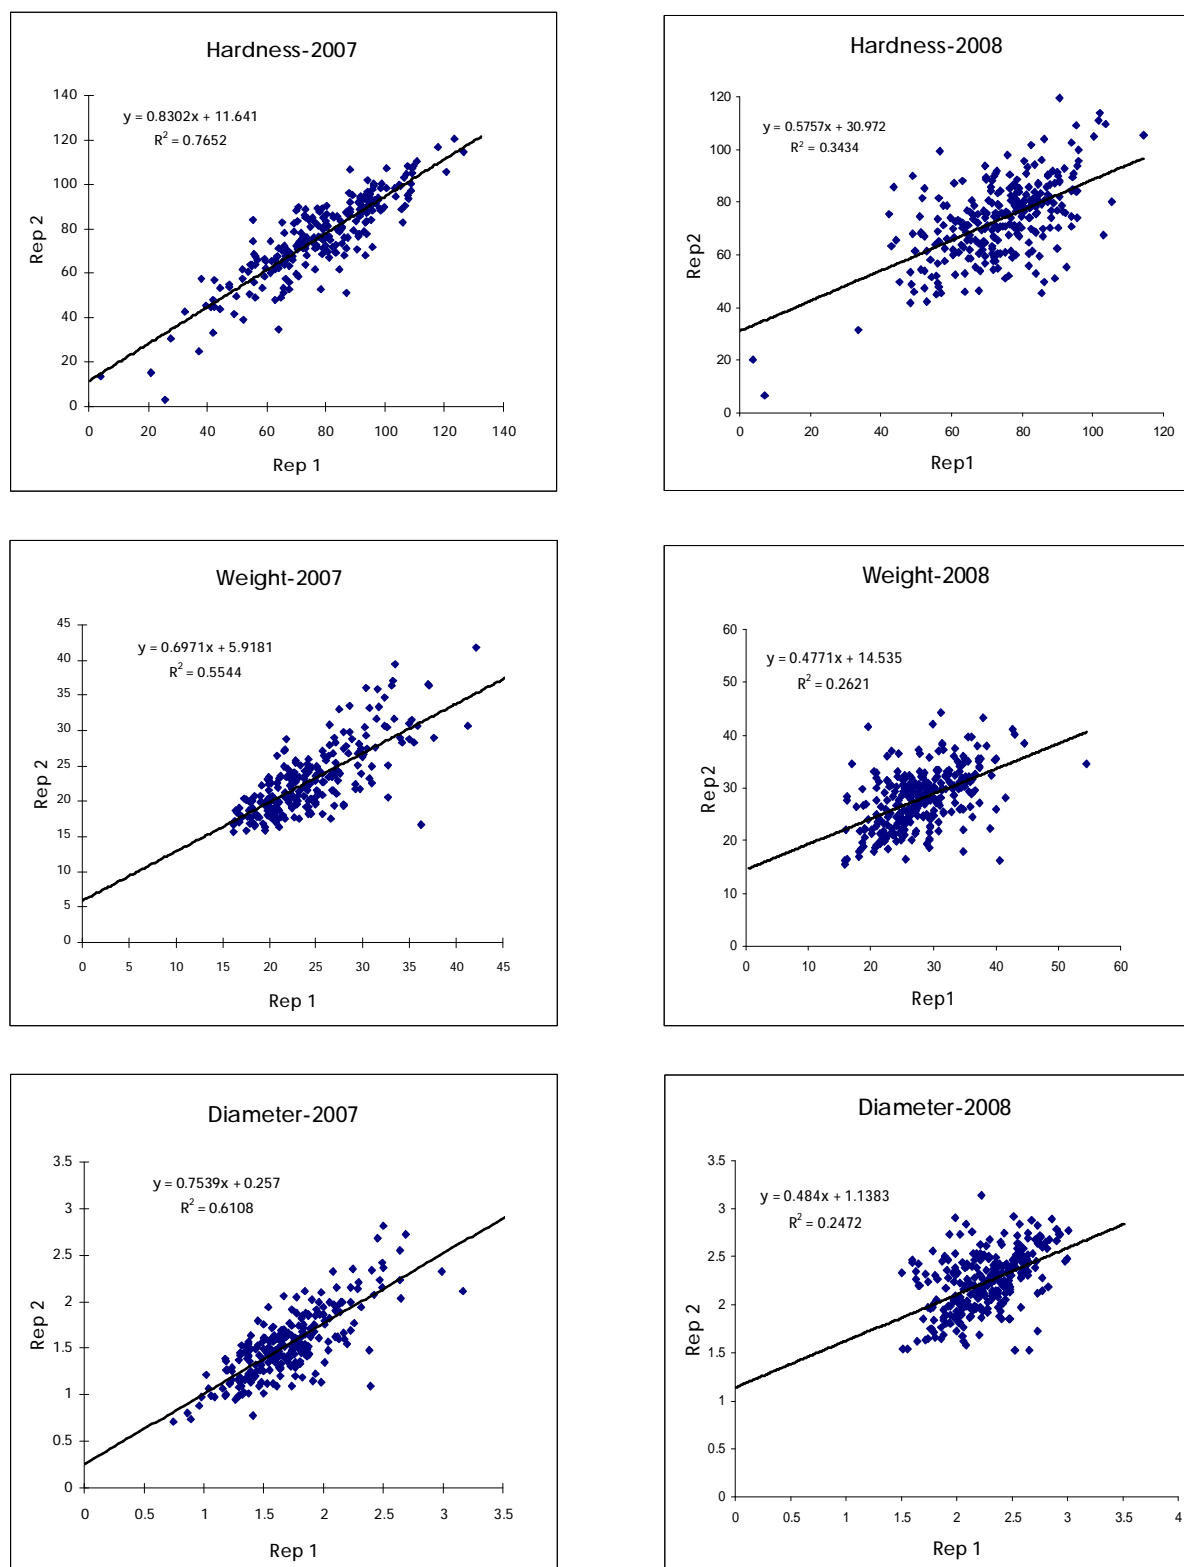 Hardness-2007
y = 0.8302x + 11.641
R² = 0.7652
140
120
100
80
60
40
20
0
0 20 40 60 80 100 120 140
Rep 2
Rep 1
Hardness-2008
y = 0.5757x + 30.972
R² = 0.3434
120
100
80
60
40
20
0
0 20 40 60 80 100 120
Rep2
Rep1
Weight-2007
y = 0.6971x + 5.9181
R² = 0.5544
45
40
35
30
25
20
15
10
5
0
0 5 10 15 20 25 30 35 40 45
Rep 2
Rep 1
Weight-2008
y = 0.4771x + 14.535
R² = 0.2621
60
50
40
30
20
10
0
0 10 20 30 40 50 60
Rep2
Rep1
Diameter-2007
y = 0.7539x + 0.257
R² = 0.6108
3.5
3
2.5
2
1.5
1
0.5
0
0 0.5 1 1.5 2 2.5 3 3.5
Rep 2
Rep 1
Diameter-2008
y = 0.484x + 1.1383
R² = 0.2472
3.5
3
2.5
2
1.5
1
0.5
0
0 0.5 1 1.5 2 2.5 3 3.5 4
Rep 2
Rep 1